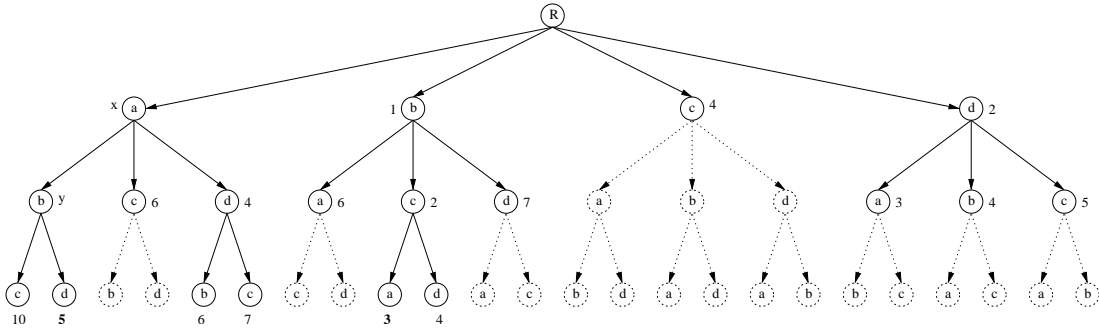 R
x a 1 b c 4 d 2
b y c 6 d 4 a 6 c 2 d 7 a b d a 3 b 4 c 5
c d b d b c c d a d a c b d a d a b b c a c a b
10 5 6 7 3 4